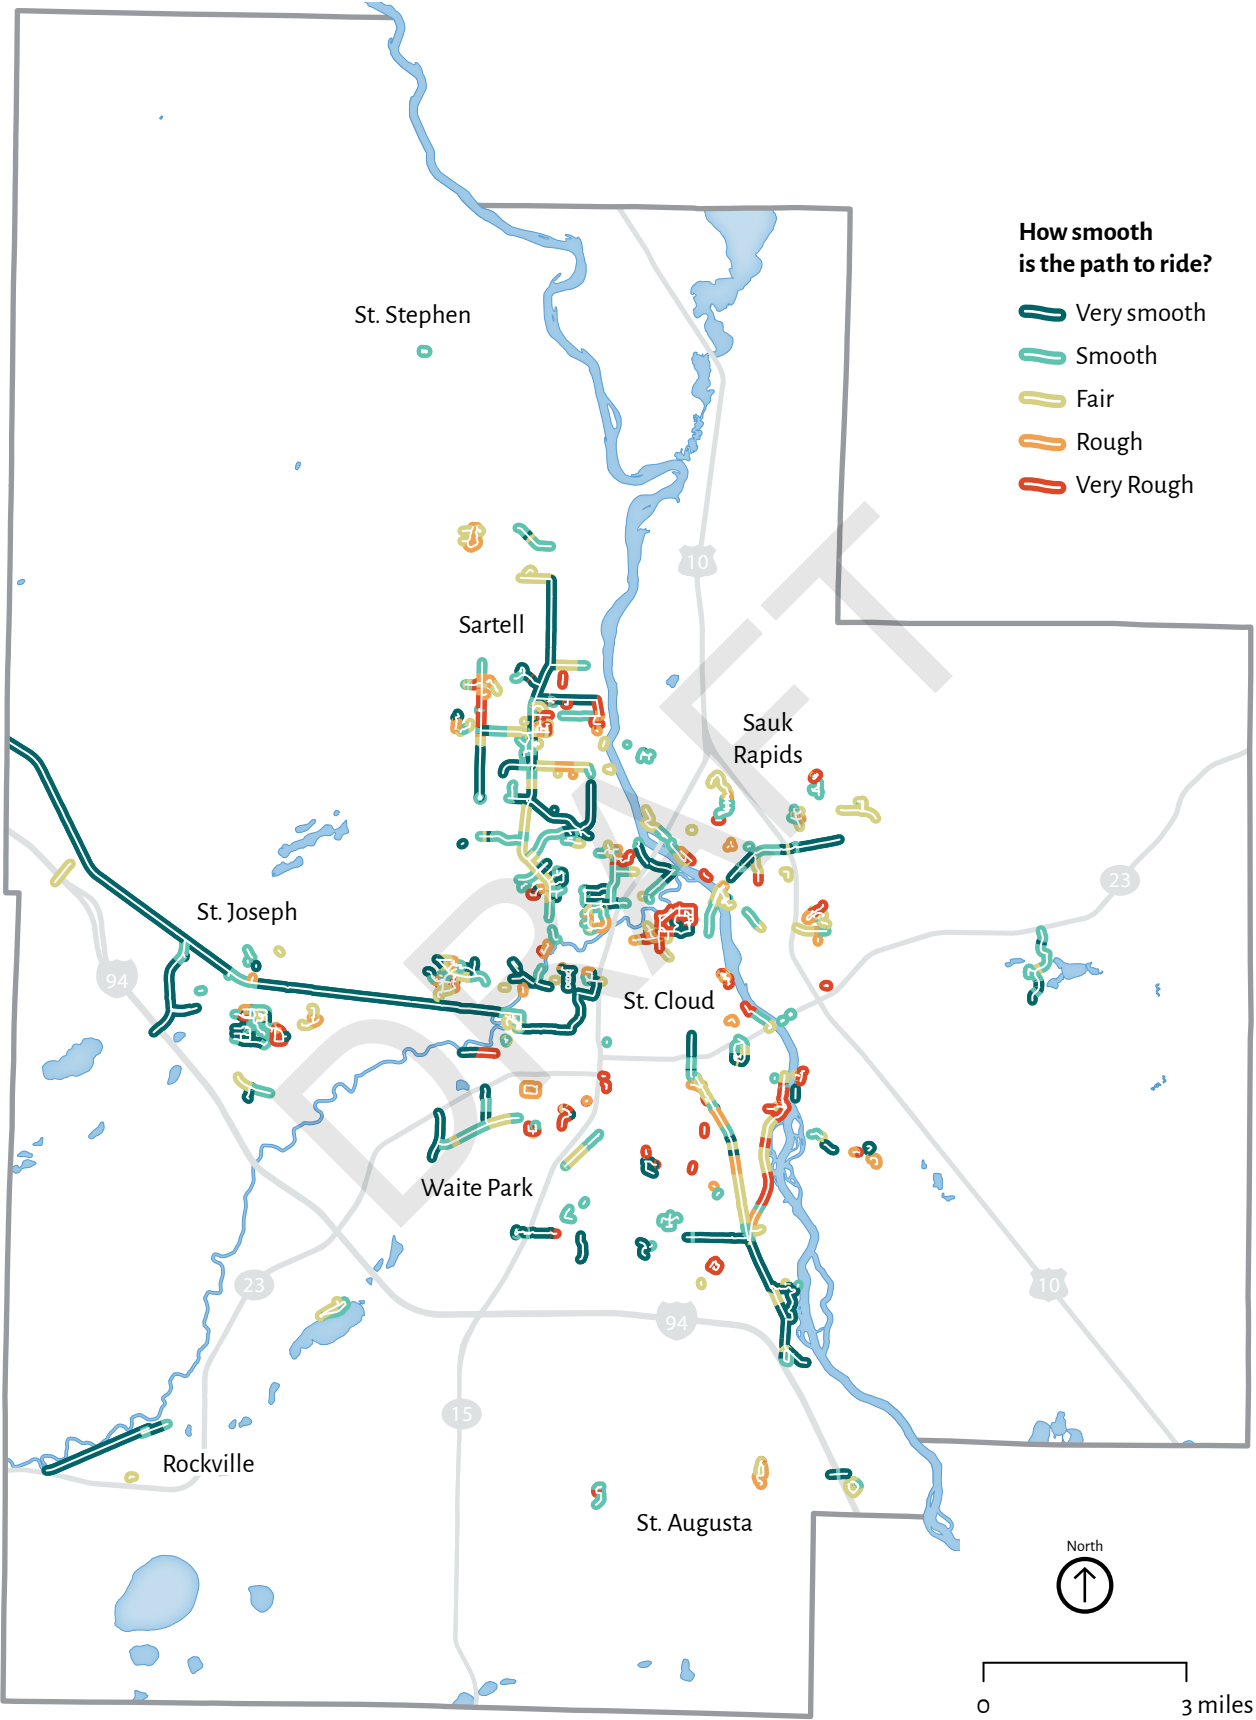 How smooth
is the path to ride?
Very smooth
Smooth
Fair
Rough
Very Rough
St. Stephen
10
Sartell
Sauk
Rapids
23
St. Joseph
94
St. Cloud
DRAFT
Waite Park
23
10
94
15
Rockville
St. Augusta
North
0
3 miles